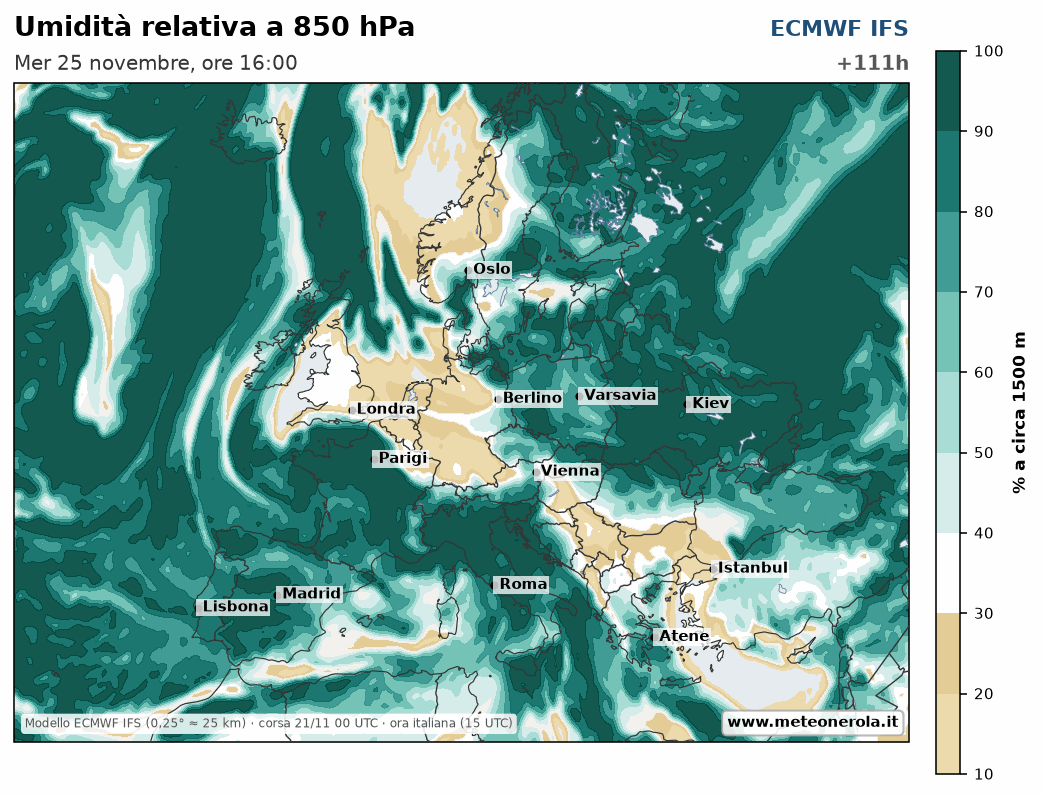 Umidità relativa a 850 hPa
ECMWF IFS
Mer 25 novembre, ore 16:00
+111h
100
90
80
70
60
50
40
30
20
10
% a circa 1500 m
Oslo
Londra
Berlino
Varsavia
Kiev
Parigi
Vienna
Istanbul
Roma
Madrid
Lisbona
Atene
Modello ECMWF IFS (0,25° ≈ 25 km) · corsa 21/11 00 UTC · ora italiana (15 UTC)
www.meteonerola.it